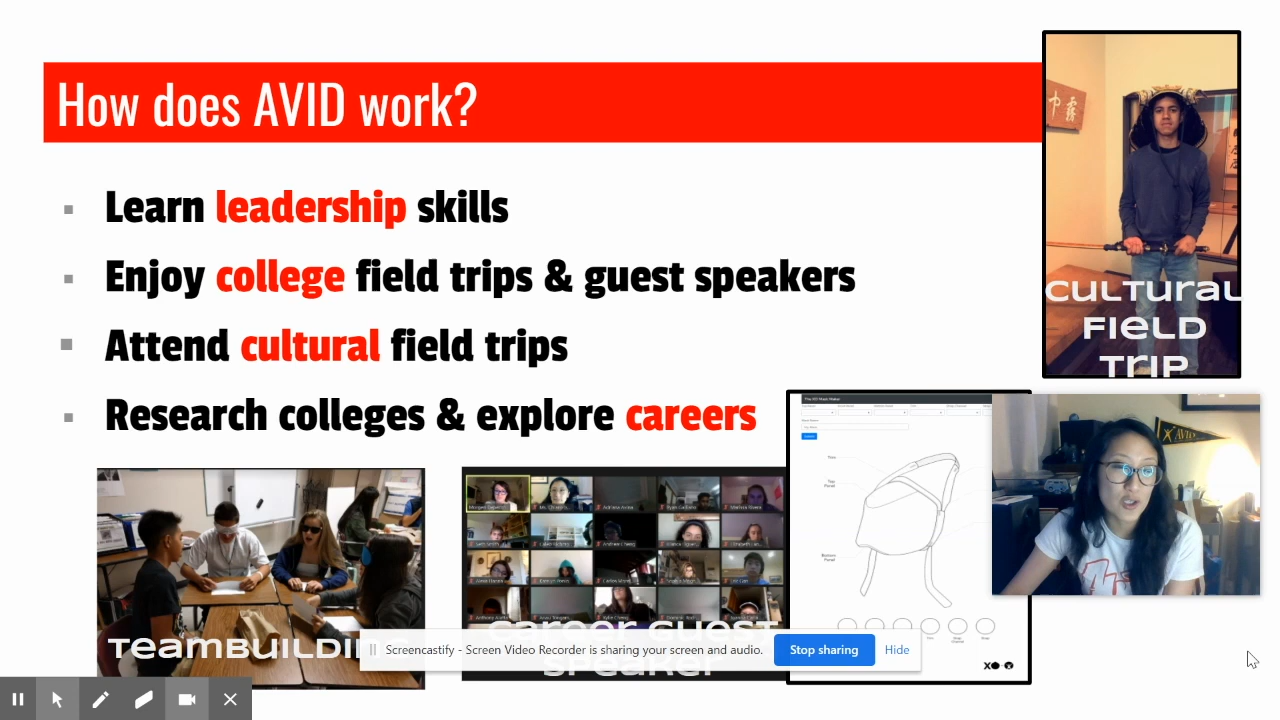 How does AVID work?
Learn leadership skills
Enjoy college field trips & guest speakers
Attend cultural field trips
Research colleges & explore careers
Cultural
Field
Trip
AVID
Teambuilding
Career Guest
Speaker
Screencastify - Screen Video Recorder is sharing your screen and audio.
Stop sharing
Hide